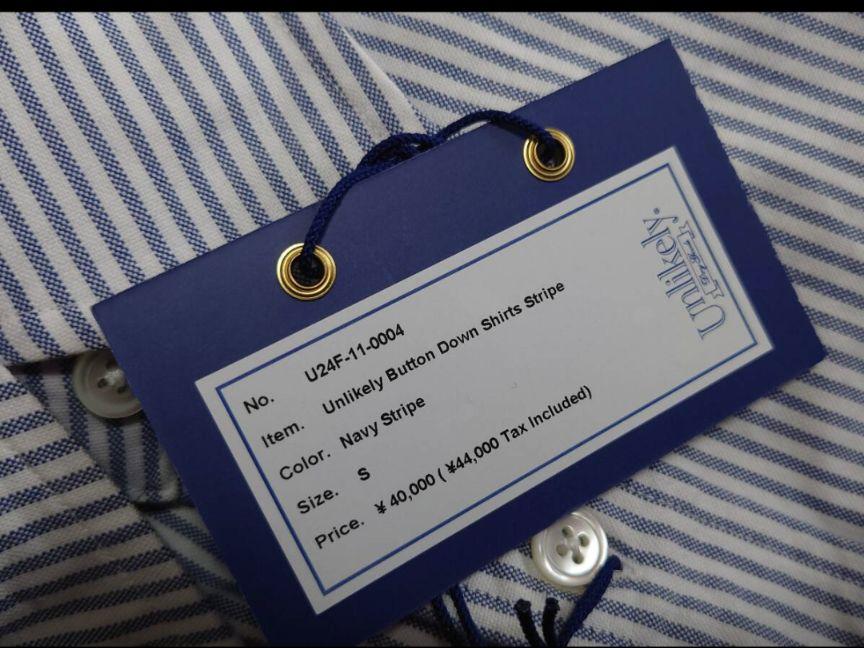 Unlikely®
No. U24F-11-0004
Item. Unlikely Button Down Shirts Stripe
Color. Navy Stripe
Size. S
Price. ¥ 40,000 ( ¥44,000 Tax Included)